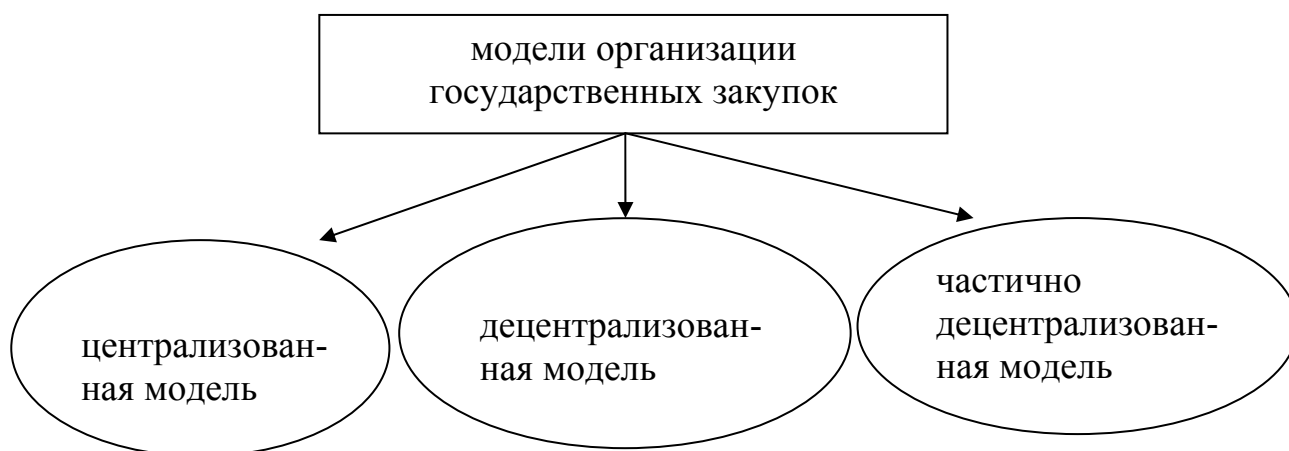 модели организации
государственных закупок
централизован-
ная модель
децентрализован-
ная модель
частично
децентрализован-
ная модель